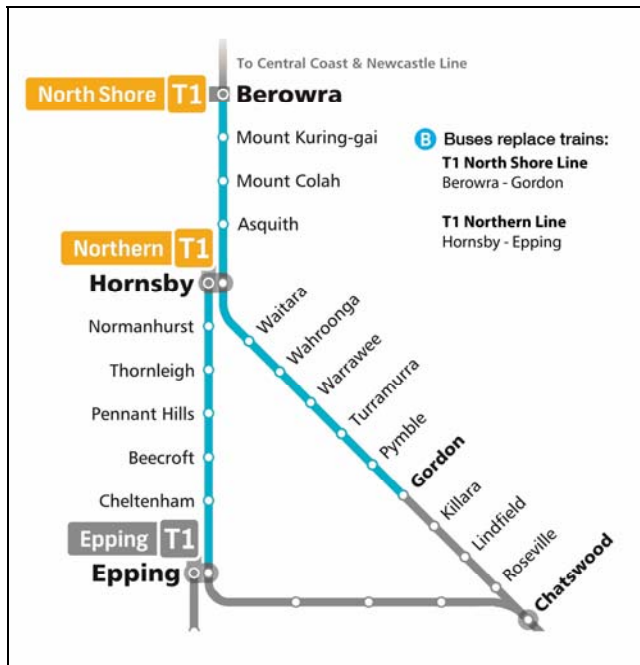 To Central Coast & Newcastle Line
North Shore T1
Berowra
Mount Kuring-gai
Mount Colah
Asquith
B Buses replace trains:
T1 North Shore Line
Berowra - Gordon
T1 Northern Line
Hornsby - Epping
Northern T1
Hornsby
Normanhurst
Thornleigh
Pennant Hills
Beecroft
Cheltenham
Epping T1
Epping
Waitara
Wahroonga
Warrawee
Turramurra
Pymble
Gordon
Killara
Lindfield
Roseville
Chatswood